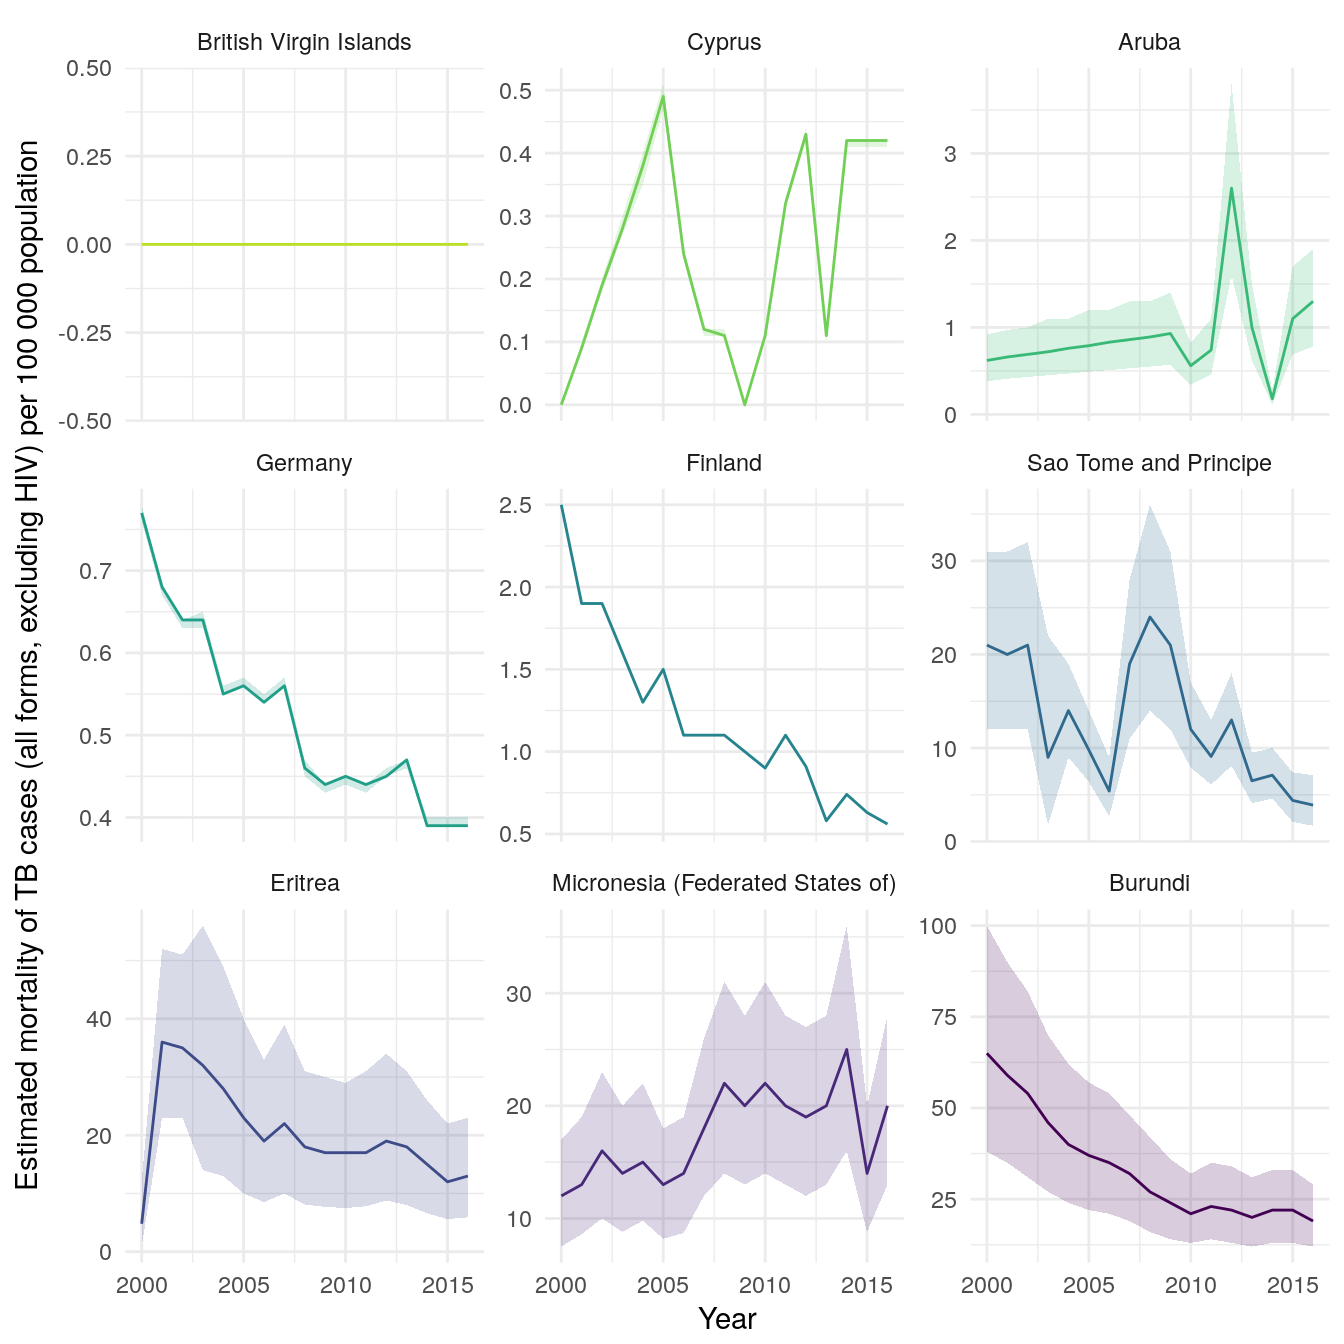 British Virgin Islands
Cyprus
Aruba
0.50
0.25
0.00
-0.25
-0.50
0.5
0.4
0.3
0.2
0.1
0.0
3
2
1
0
Germany
Finland
Sao Tome and Principe
0.7
0.6
0.5
0.4
2.5
2.0
1.5
1.0
0.5
30
20
10
0
Eritrea
Micronesia (Federated States of)
Burundi
40
20
0
30
20
10
100
75
50
25
2000 2005 2010 2015
2000 2005 2010 2015
2000 2005 2010 2015
Year
Estimated mortality of TB cases (all forms, excluding HIV) per 100 000 population